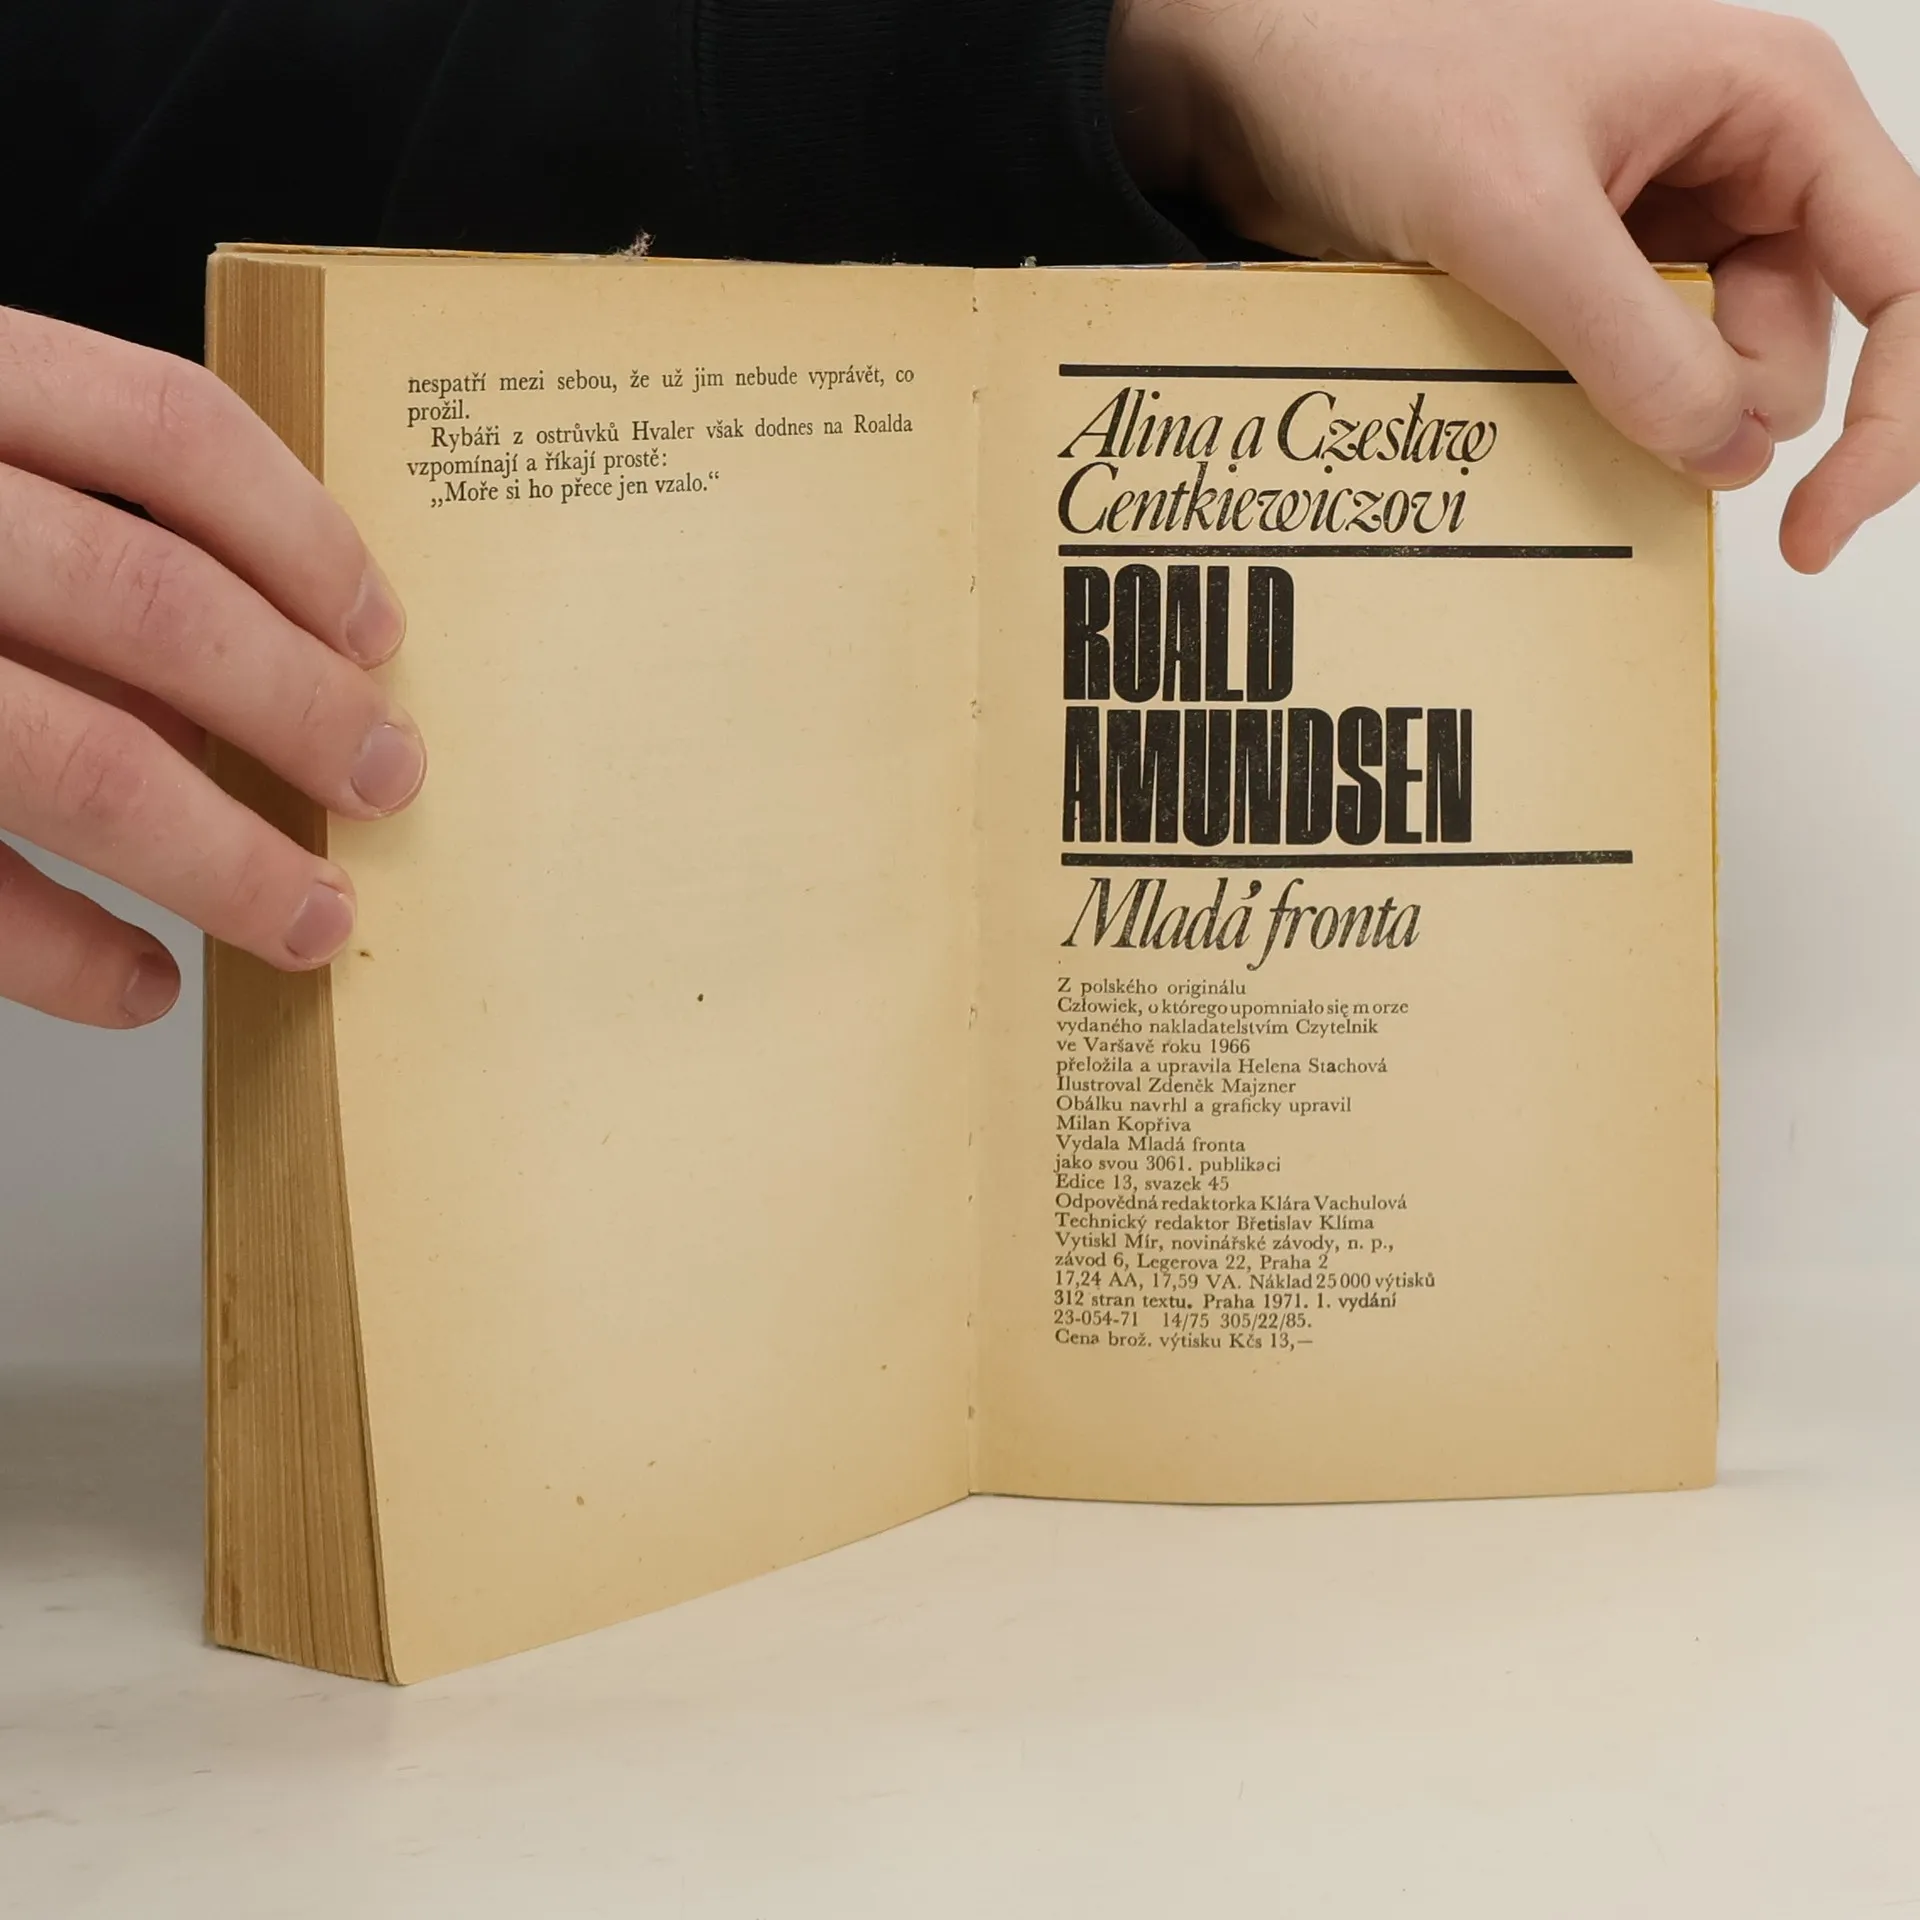 nespatří mezi sebou, že už jim nebude vyprávět, co
prožil.
Rybáři z ostrůvků Hvaler však dodnes na Roalda
vzpomínají a říkají prostě:
„Moře si ho přece jen vzalo.“
Alina a Czesław
Centkiewiczovi
ROALD
AMUNDSEN
Mladá fronta
Z polského originálu
Człowiek, o którego upomniało się morze
vydaného nakladatelstvím Czytelnik
ve Varšavě roku 1966
přeložila a upravila Helena Stachová
Ilustroval Zdeněk Majzner
Obálku navrhl a graficky upravil
Milan Kopřiva
Vydala Mladá fronta
jako svou 3061. publikaci
Edice 13, svazek 45
Odpovědná redaktorka Klára Vachulová
Technický redaktor Břetislav Klíma
Vytiskl Mír, novinářské závody, n. p.,
závod 6, Legerova 22, Praha 2
17,24 AA, 17,59 VA. Náklad 25000 výtisků
312 stran textu. Praha 1971. 1. vydání
23-054-71 14/75 305/22/85.
Cena brož. výtisku Kčs 13,—